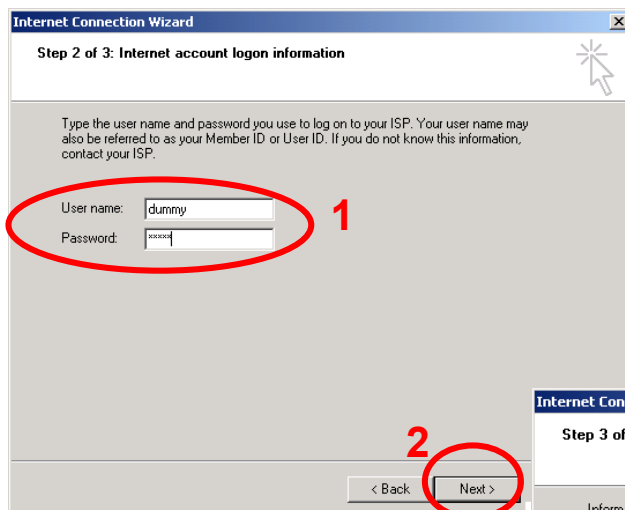 Internet Connection Wizard
Step 2 of 3: Internet account logon information
Type the user name and password you use to log on to your ISP. Your user name may
also be referred to as your Member ID or User ID. If you do not know this information,
contact your ISP.
User name: dummy
1
Password: *****
Internet Con
Step 3 of
2
< Back Next >
Inform